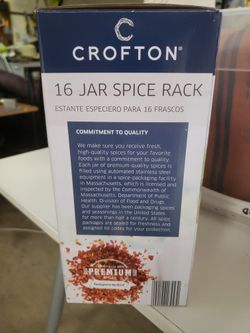 C
CROFTON®
16 JAR SPICE RACK
ESTANTE ESPECIERO PARA 16 FRASCOS
COMMITMENT TO QUALITY
We make sure you receive fresh,
high-quality spices for your favorite
foods with a commitment to quality.
Each jar of premium-quality spices is
filled using automated stainless steel
equipment in a spice-packaging facility in
Massachusetts, which is licensed and
inspected by the Commonwealth of
Massachusetts, Department of Public
Health, Division of Food and Drugs.
Our supplier has been packaging spices
and seasonings in the United States
for more than half a century. All spice
packages are sealed for freshness and
assigned lot codes for your protection.
PREMIUM
SPICES